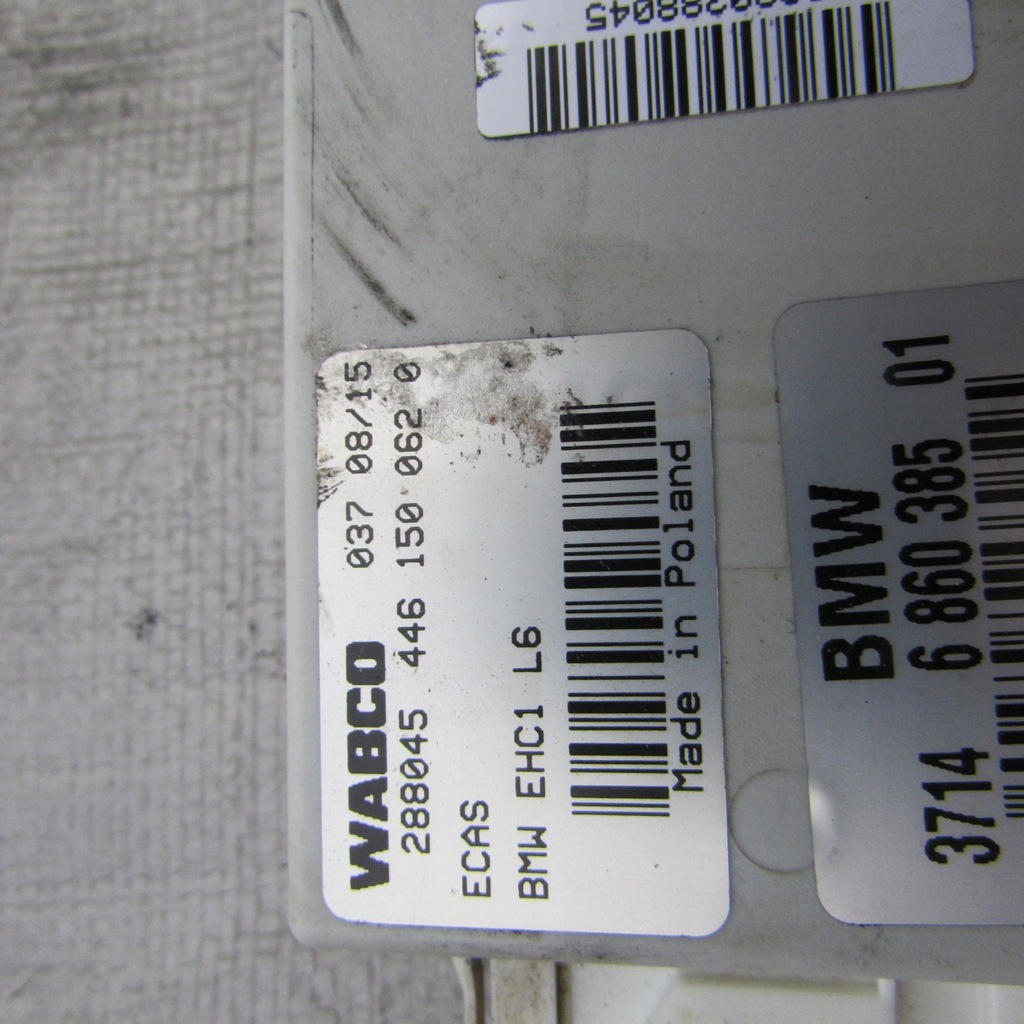 WABCO 037 08/15
288045 446 150 062 0
ECAS
BMW EHC1 L6
Made in Poland
BMW
3714 6 860 385 01